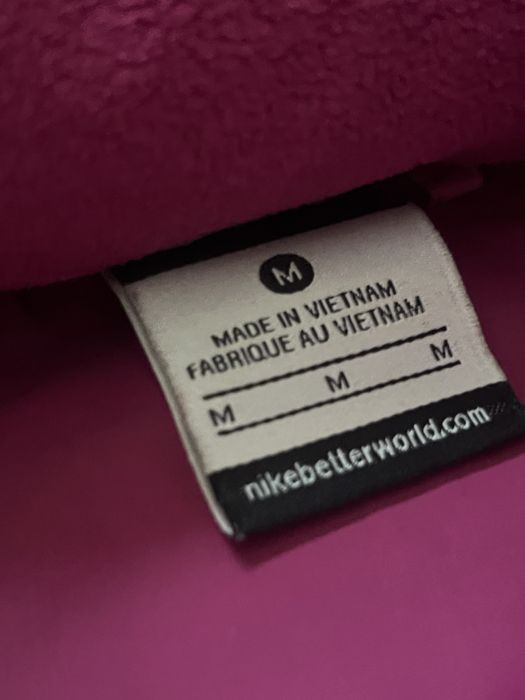 M
MADE IN VIETNAM
FABRIQUE AU VIETNAM
M M M
nikebetterworld.com